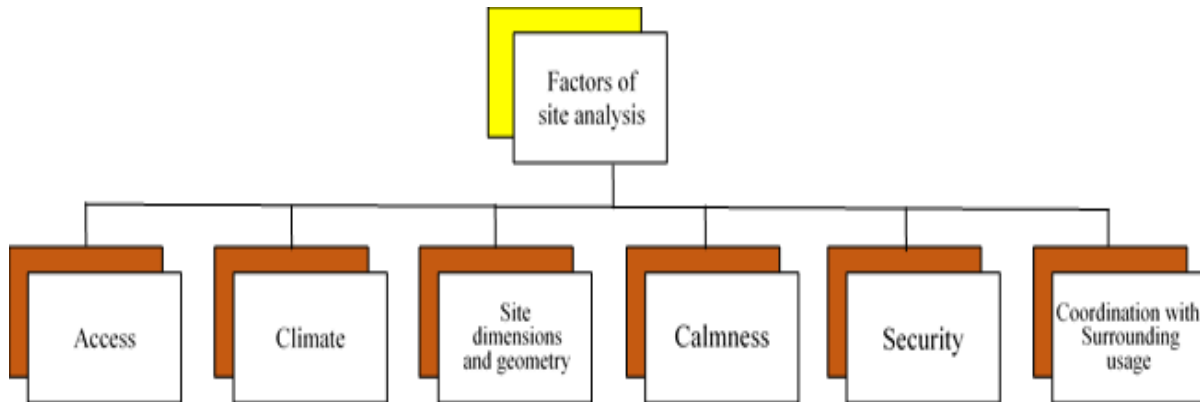 Factors of
site analysis
Access
Climate
Site
dimensions
and geometry
Calmness
Security
Coordination with
Surrounding
usage